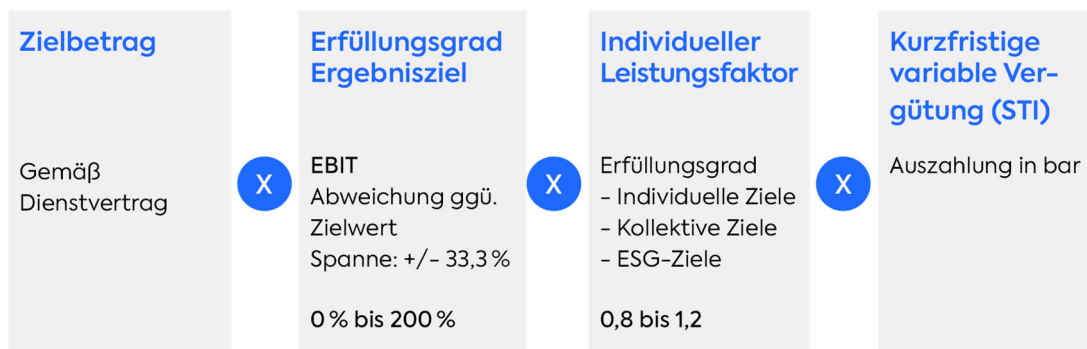 Zielbetrag
Gemäß
Dienstvertrag
X
Erfüllungsgrad
Ergebnisziel
EBIT
Abweichung ggü.
Zielwert
Spanne: +/– 33,3 %
0 % bis 200 %
X
Individueller
Leistungsfaktor
Erfüllungsgrad
– Individuelle Ziele
– Kollektive Ziele
– ESG-Ziele
0,8 bis 1,2
X
Kurzfristige
variable Ver-
gütung (STI)
Auszahlung in bar